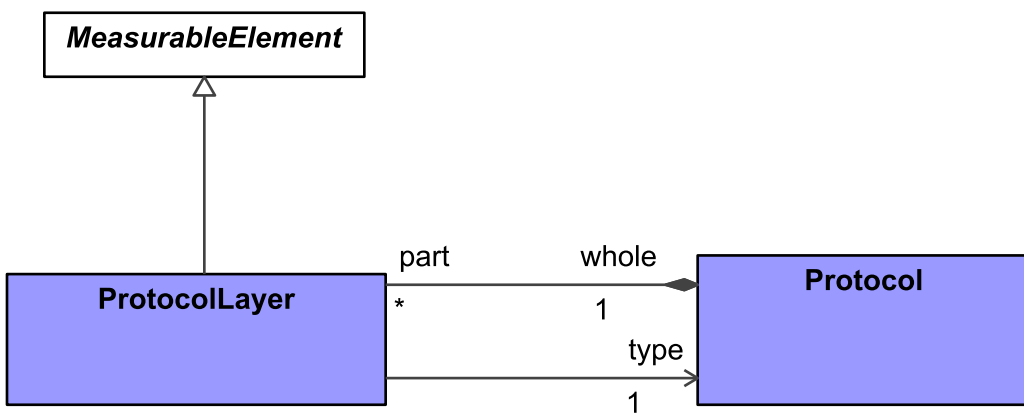 MeasurableElement
part
whole
Protocol
ProtocolLayer
*
1
type
1